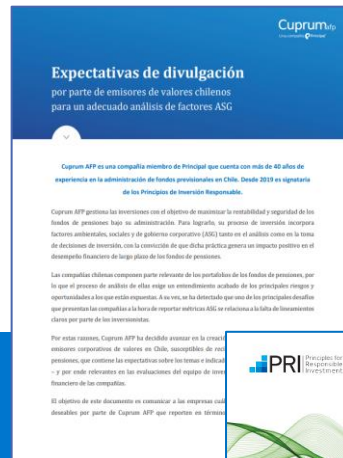 Cuprum afp
Una compañía Principal
Expectativas de divulgación
por parte de emisores de valores chilenos
para un adecuado análisis de factores ASG
Cuprum AFP es una compañía miembro de Principal que cuenta con más de 40 años de
experiencia en la administración de fondos previsionales en Chile. Desde 2019 es signataria
de los Principios de Inversión Responsable.
Cuprum AFP gestiona las inversiones con el objetivo de maximizar la rentabilidad y seguridad de los
fondos de pensiones bajo su administración. Para lograrlo, su proceso de inversión incorpora
factores ambientales, sociales y de gobierno corporativo (ASG) tanto en el análisis como en la toma
de decisiones de inversión, con la convicción de que dicha práctica genera un impacto positivo en el
desempeño financiero de largo plazo de los fondos de pensiones.
Las compañías chilenas componen parte relevante de los portafolios de los fondos de pensiones, por
lo que el proceso de análisis de ellas exige un entendimiento acabado de los principales riesgos y
oportunidades a los que están expuestas. A su vez, se ha detectado que uno de los principales desafíos
que presentan las compañías a la hora de reportar métricas ASG se relaciona a la falta de lineamientos
claros por parte de los inversionistas.
Por estas razones, Cuprum AFP ha decidido avanzar en la creació
emisores corporativos de valores en Chile, susceptibles de reci
pensiones, que contiene las expectativas sobre los temas e indicad
– y por ende relevantes en las evaluaciones del equipo de inver
financiero de las compañías.
El objetivo de este documento es comunicar a las empresas cuál
deseables por parte de Cuprum AFP que reporten en término
PRI Principles for
Responsible
Investment